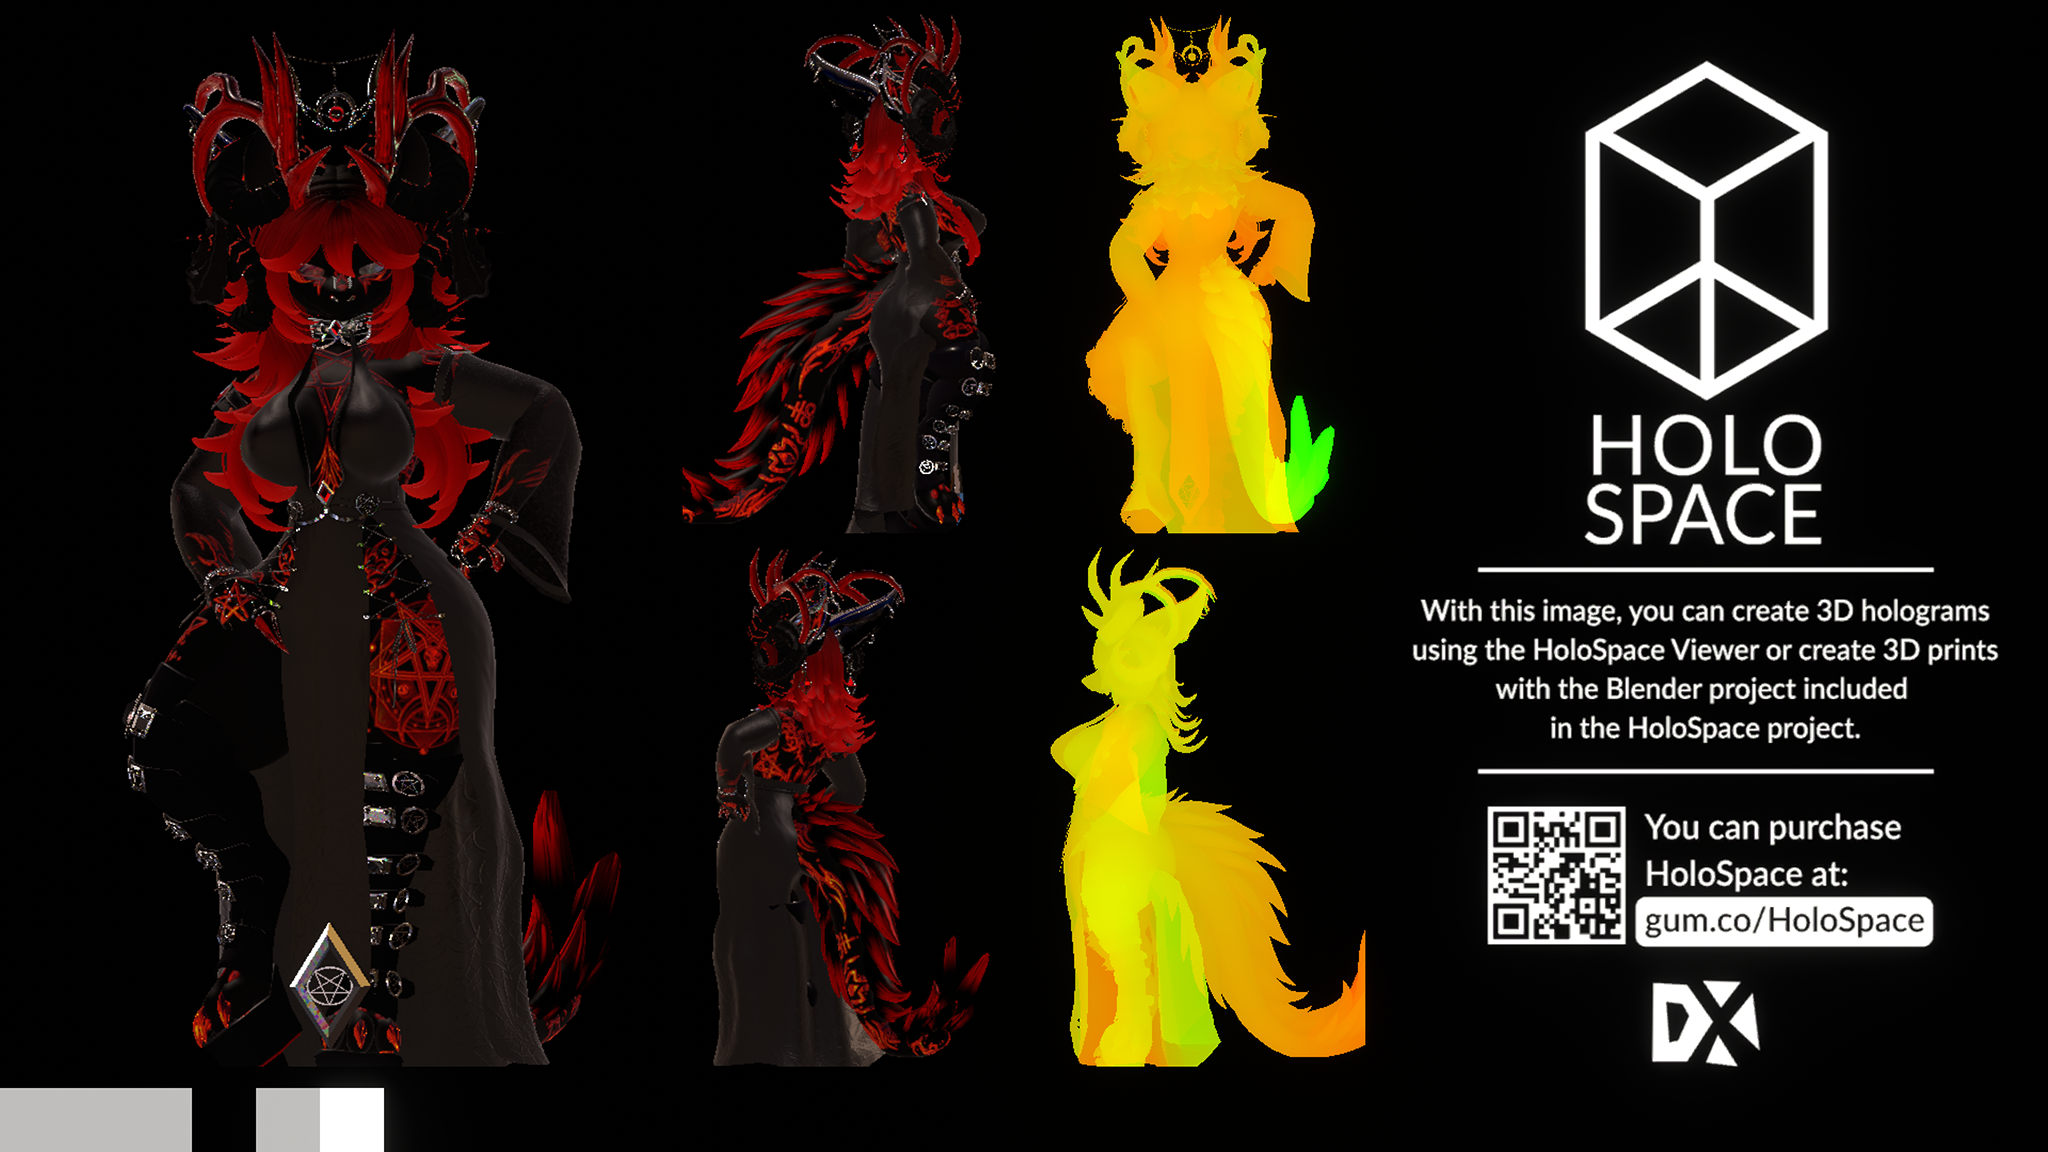 HOLO
SPACE
With this image, you can create 3D holograms
using the HoloSpace Viewer or create 3D prints
with the Blender project included
in the HoloSpace project.
You can purchase
HoloSpace at:
gum.co/HoloSpace
DX